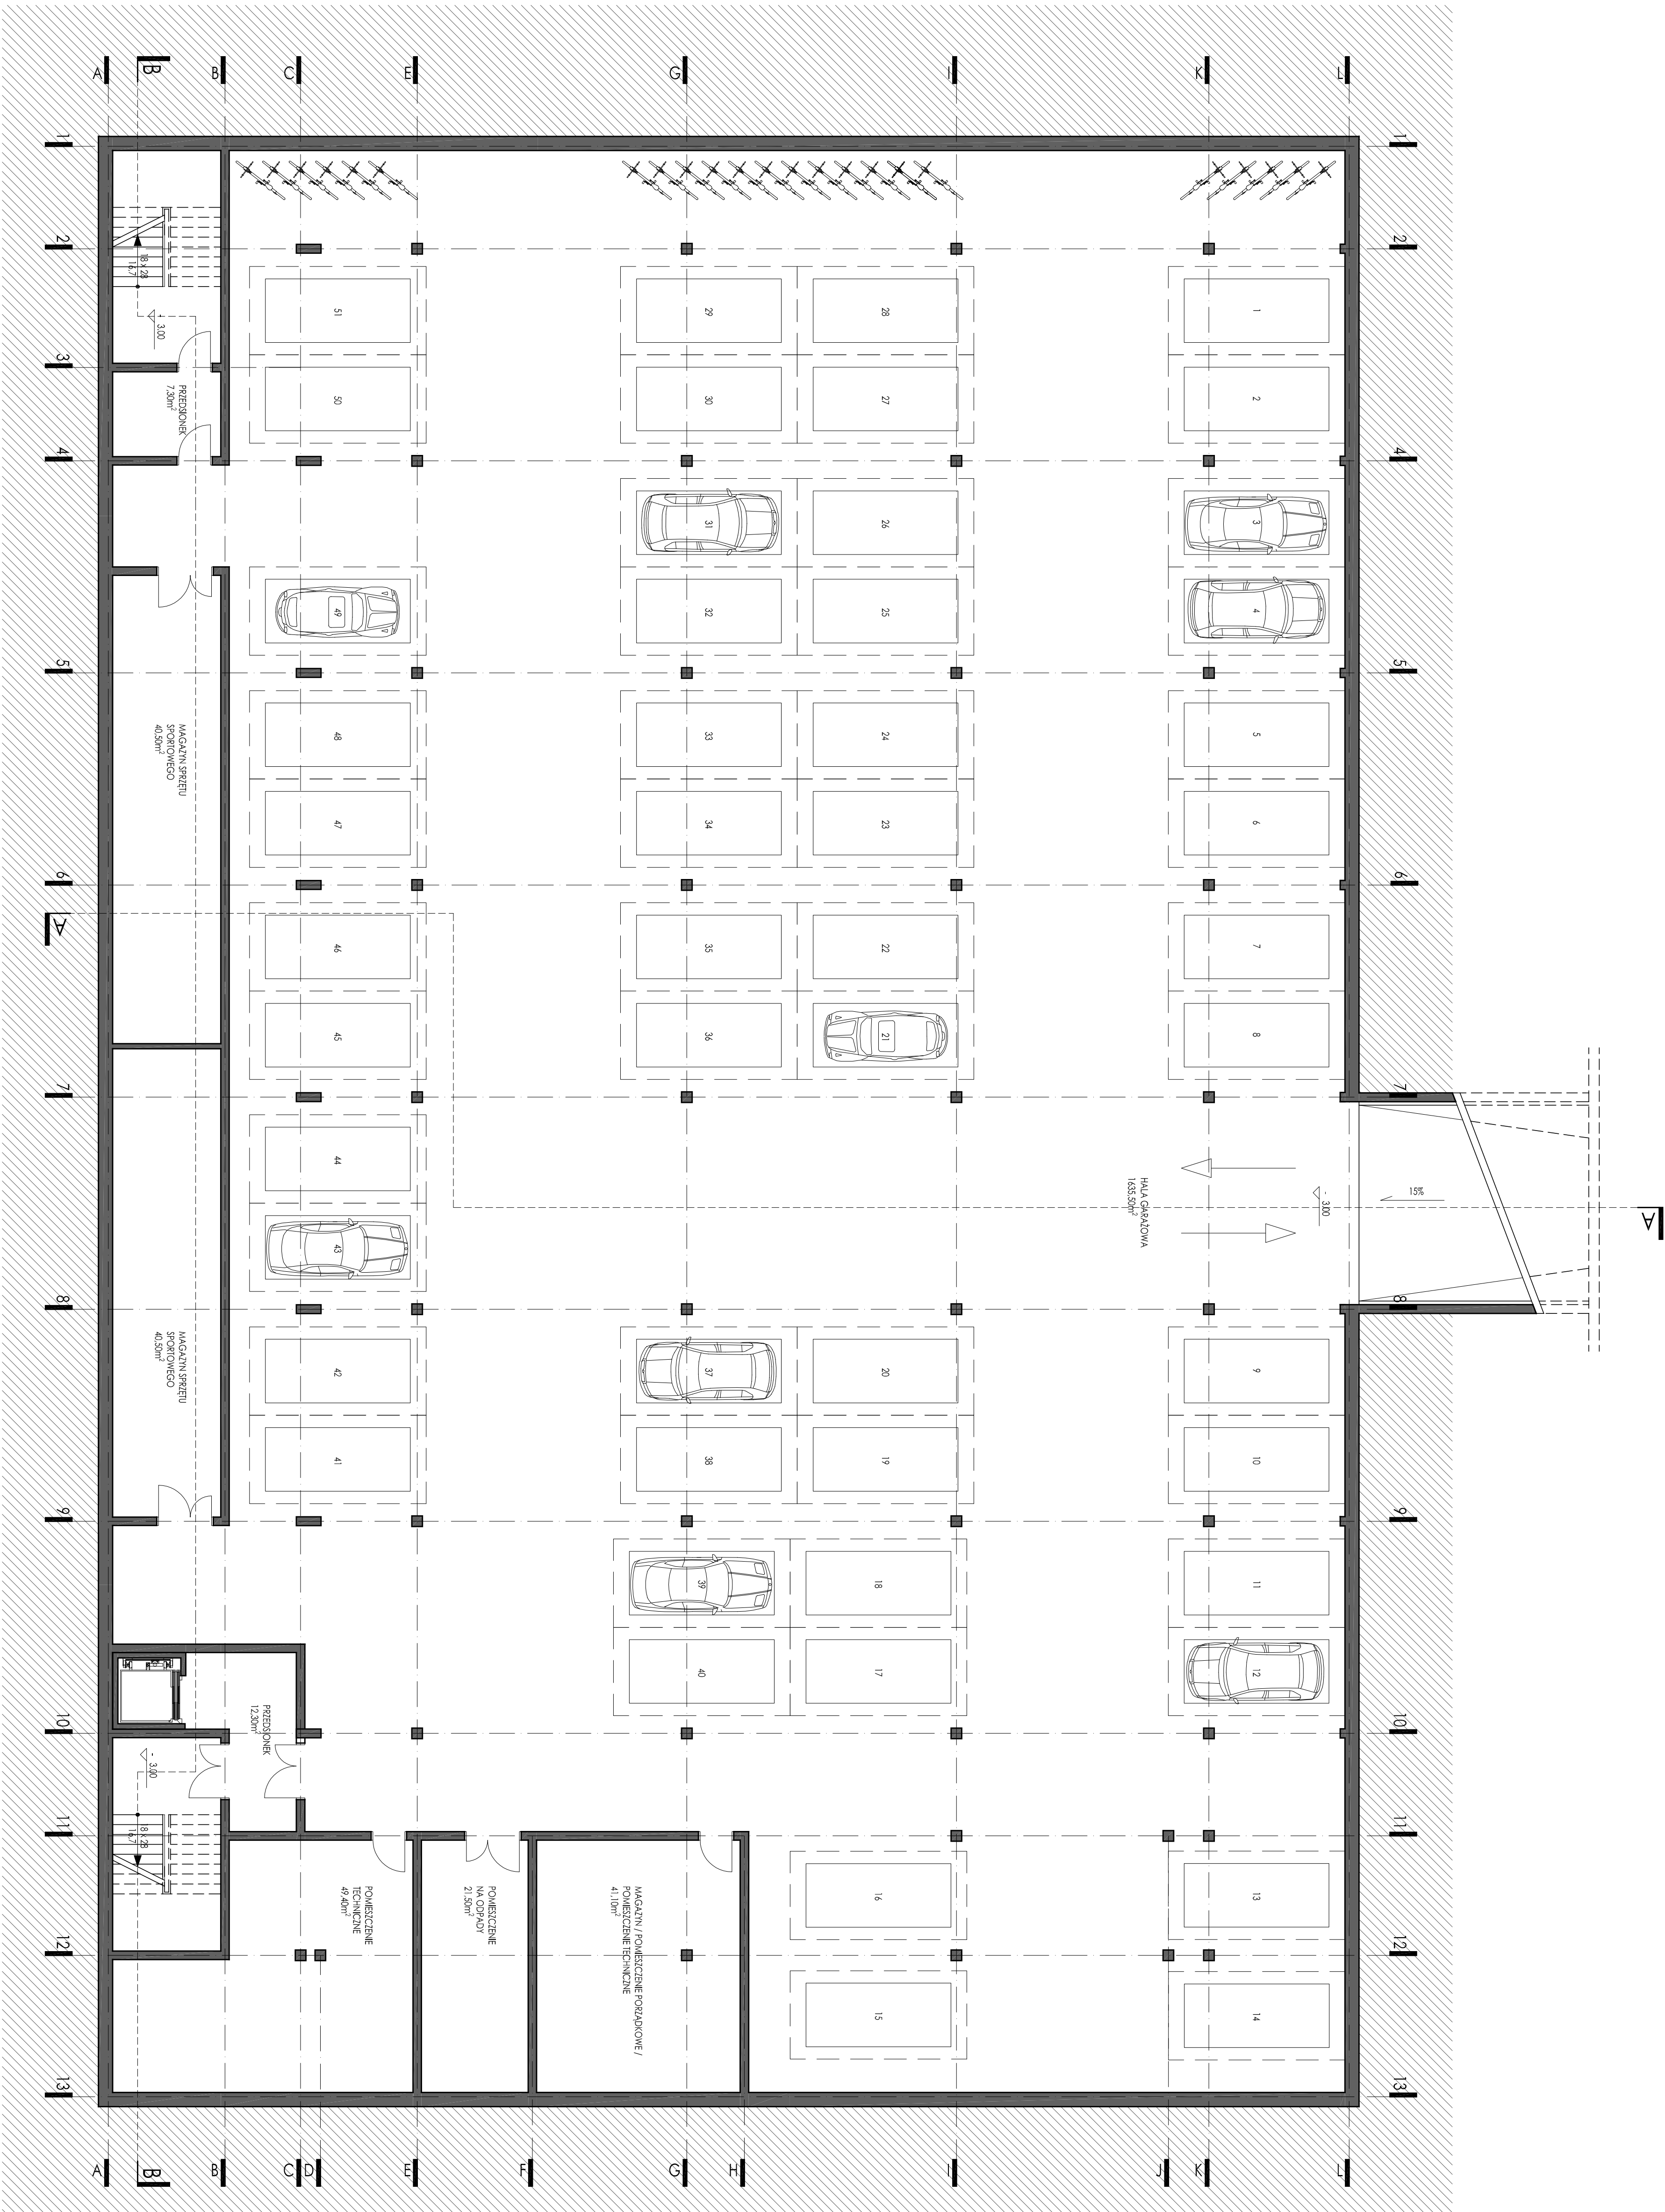 A
B
B
C
E
G
I
K
L
1
1
2
2
18 x 28
16,7
- 3.00
51
29
28
1
3
PRZEDSIONEK
7,30m²
50
30
27
2
4
31
26
3
49
32
25
4
5
5
MAGAZYN SPRZĘTU
SPORTOWEGO
40,50m²
48
33
24
5
47
34
23
6
6
6
A
46
35
22
7
45
36
21
8
7
7
44
HALA GARAŻOWA
1635,50m²
- 3.00
15%
A
43
8
8
MAGAZYN SPRZĘTU
SPORTOWEGO
40,50m²
42
37
20
9
41
38
19
10
9
9
39
18
11
40
17
12
PRZEDSIONEK
12,30m²
10
10
- 3.00
11
11
18 x 28
16,7
POMIESZCZENIE
TECHNICZNE
49,40m²
POMIESZCZENIE
NA ODPADY
21,50m²
MAGAZYN / POMIESZCZENIE PORZĄDKOWE /
POMIESZCZENIE TECHNICZNE
41,10m²
16
13
12
12
15
14
13
13
A
B
B
C
D
E
F
G
H
I
J
K
L